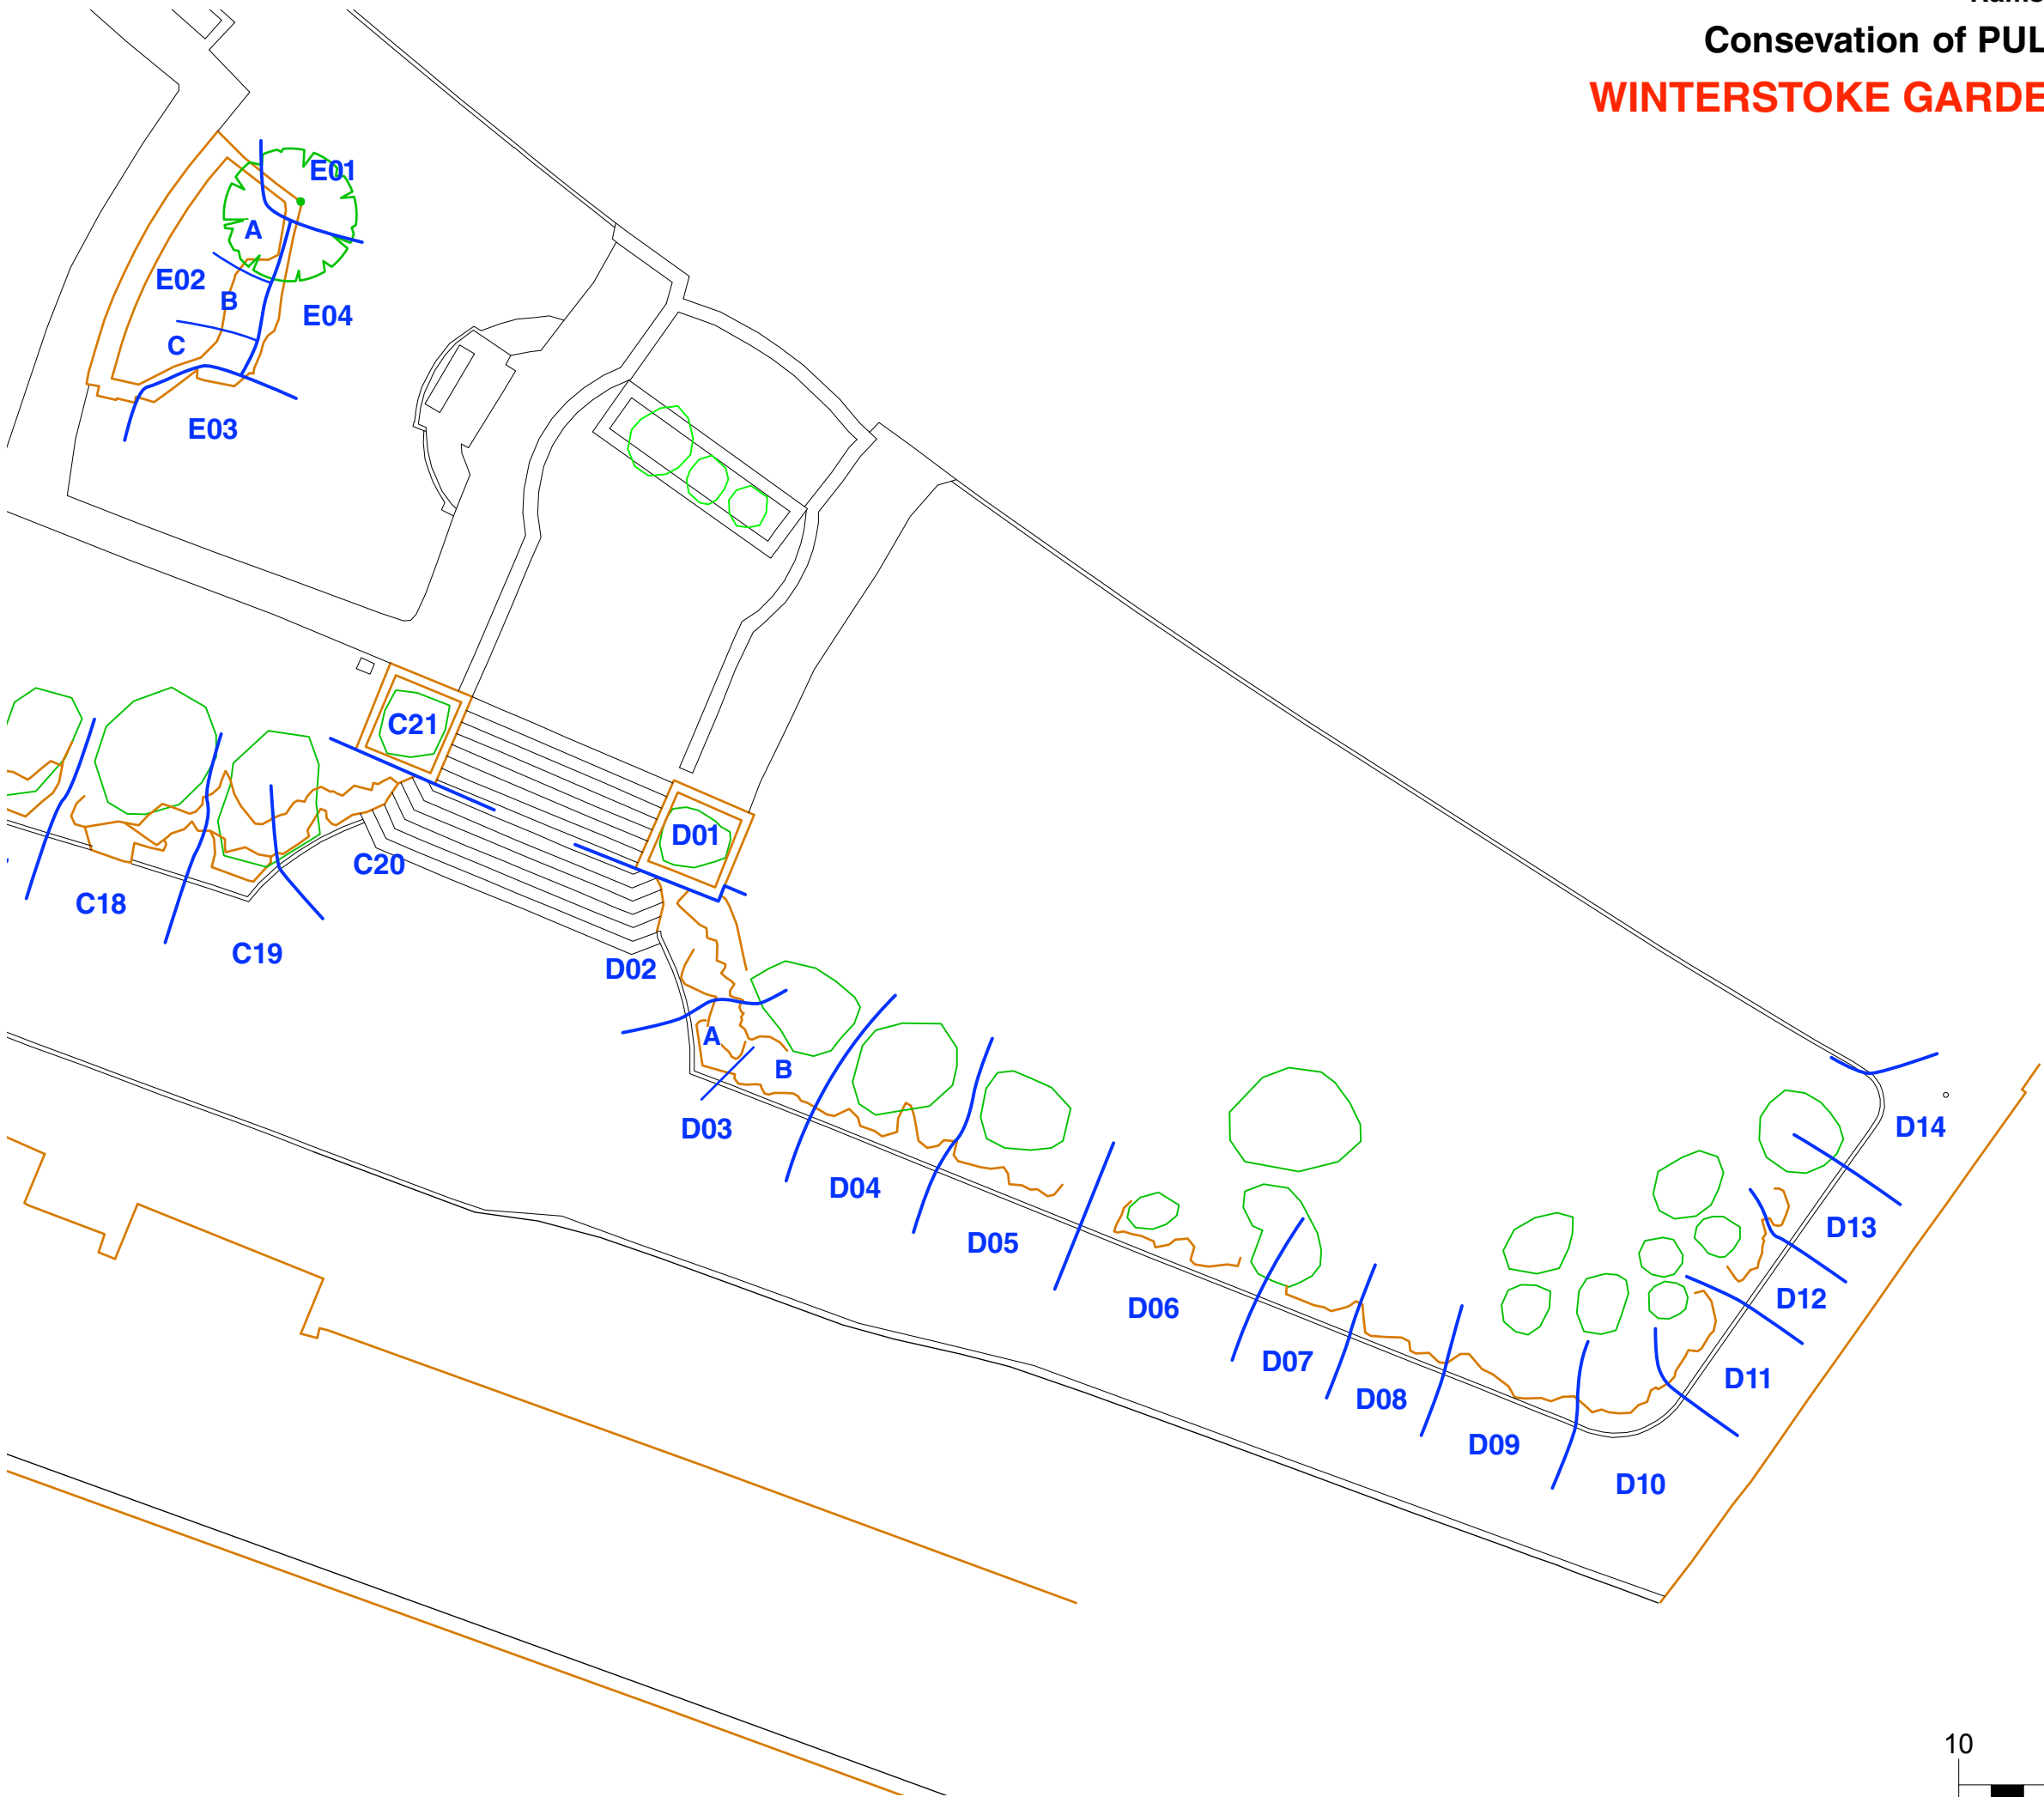 Consevation of PUL
WINTERSTOKE GARDE
E01
A
E02
B
E04
C
E03
C21
D01
C20
C18
C19
D02
A
B
D03
D14
D04
D13
D05
D12
D06
D07
D11
D08
D09
D10
10